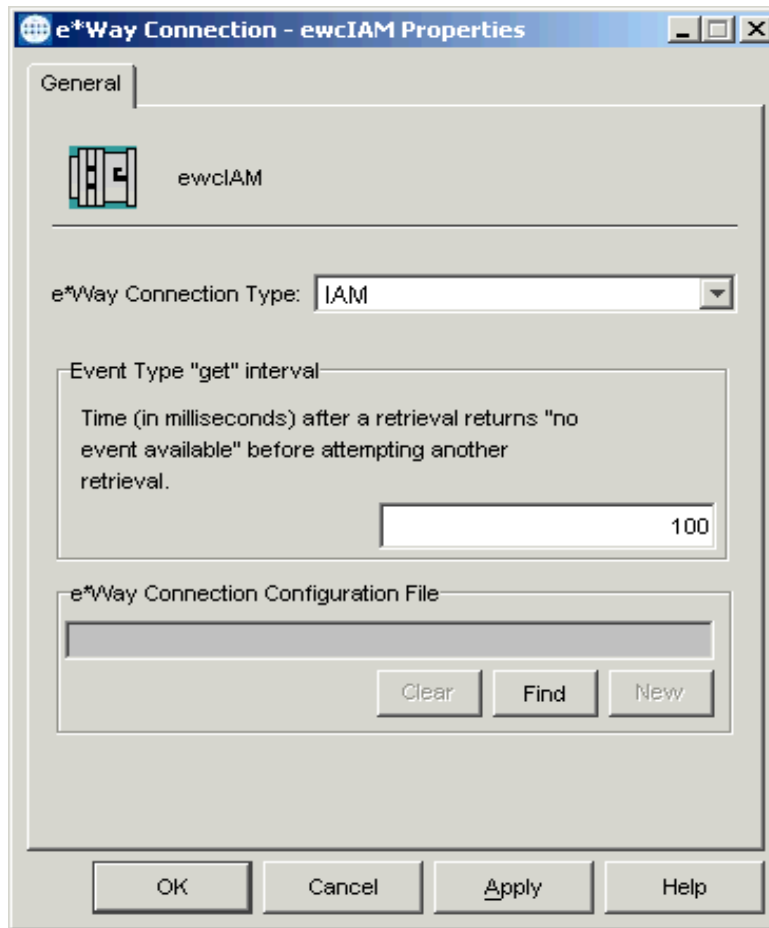 e*Way Connection - ewcIAM Properties
General
ewcIAM
e*Way Connection Type: IAM
Event Type "get" interval
Time (in milliseconds) after a retrieval returns "no
event available" before attempting another
retrieval.
100
e*Way Connection Configuration File
Clear Find New
OK Cancel Apply Help